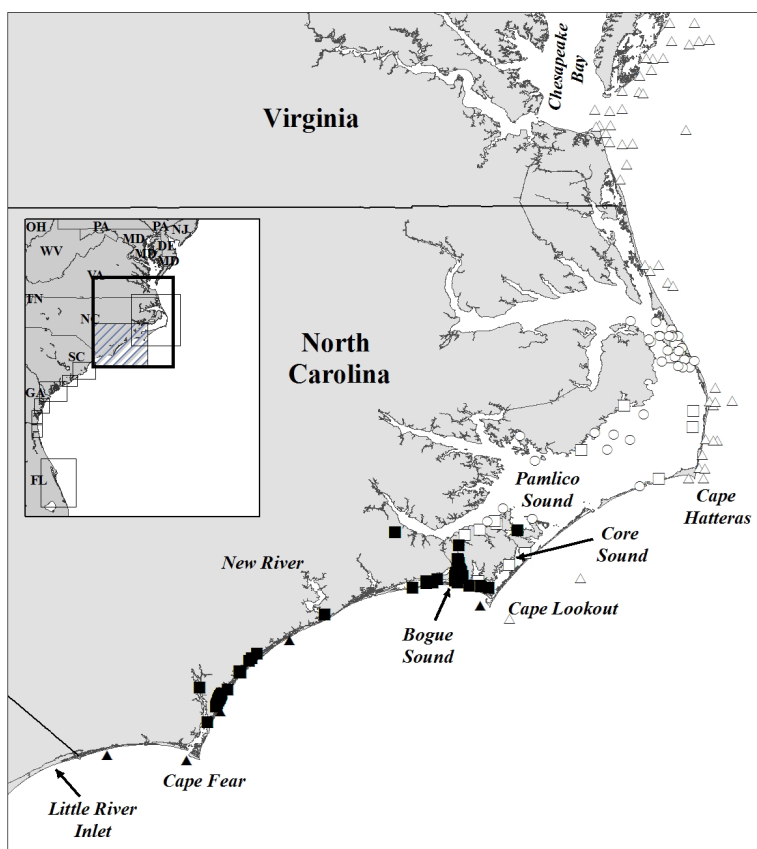 Chesapeake
Bay
Virginia
OH
PA
PA
NJ
MD
DE
WV
MD
MD
VA
TN
NC
SC
GA
FL
North
Carolina
Pamlico
Sound
Cape
Hatteras
Core
Sound
New River
Cape Lookout
Bogue
Sound
Cape Fear
Little River
Inlet